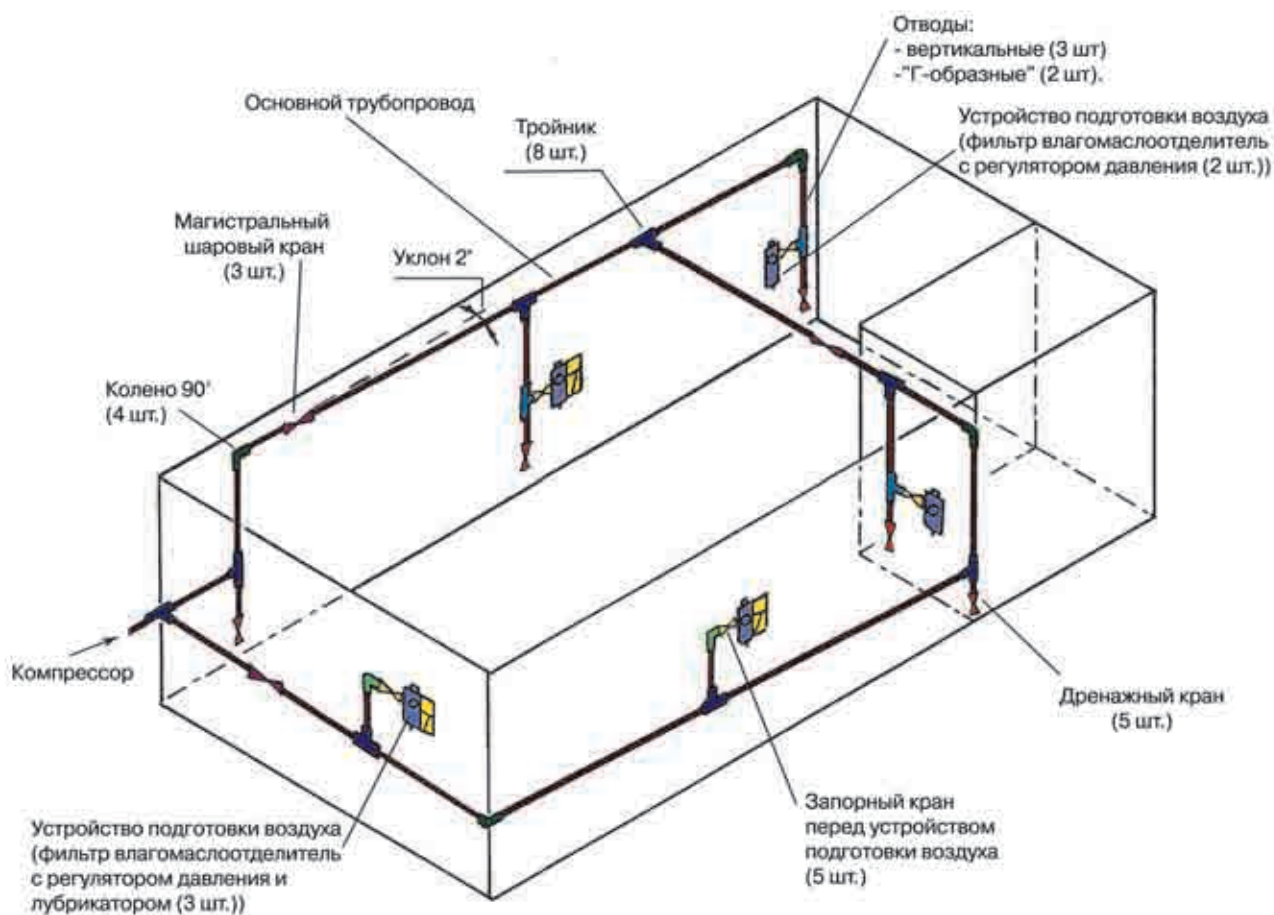 Отводы:
- вертикальные (3 шт)
-"Г-образные" (2 шт).
Основной трубопровод
Устройство подготовки воздуха
(фильтр влагомаслоотделитель
с регулятором давления (2 шт.))
Тройник
(8 шт.)
Магистральный
шаровый кран
(3 шт.)
Уклон 2°
Колено 90°
(4 шт.)
Компрессор
Дренажный кран
(5 шт.)
Запорный кран
перед устройством
подготовки воздуха
(5 шт.)
Устройство подготовки воздуха
(фильтр влагомаслоотделитель
с регулятором давления и
лубрикатором (3 шт.))